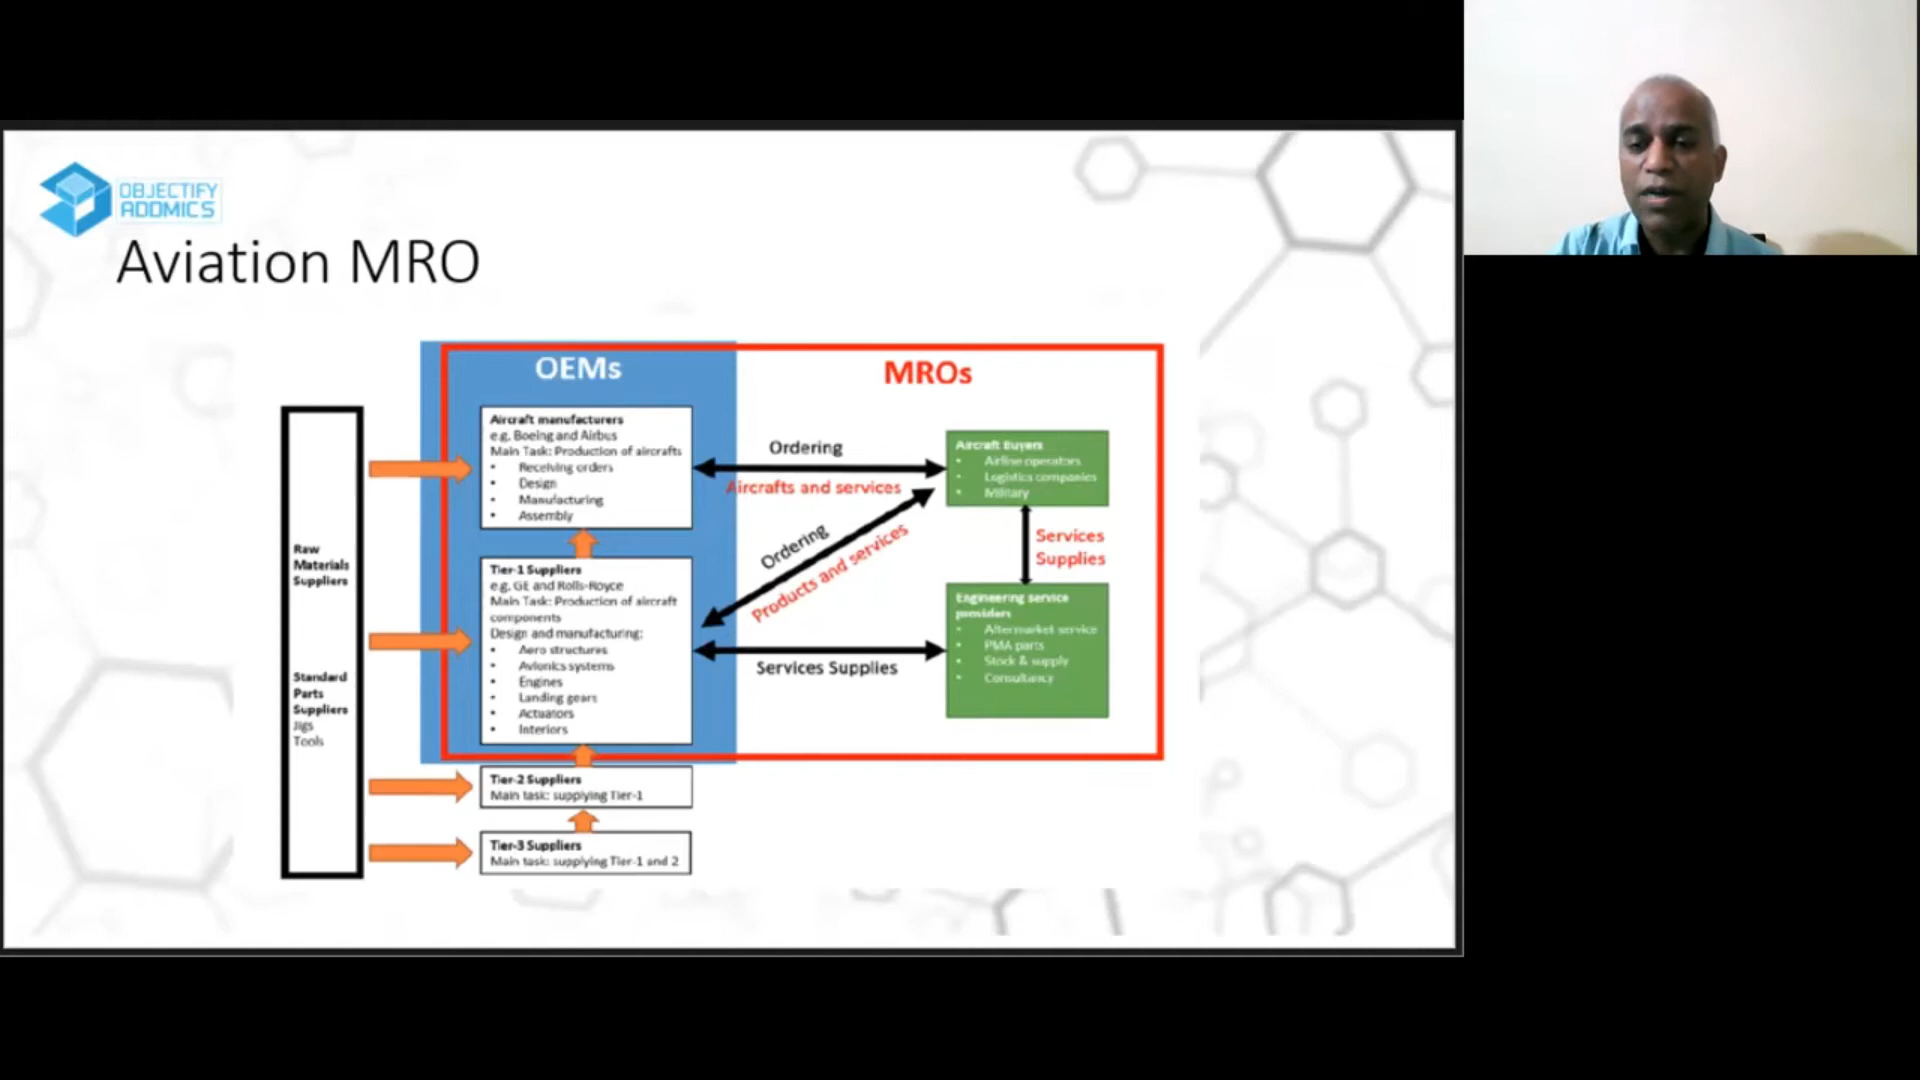 OBJECTIFY
ADDMICS
Aviation MRO
OEMs
MROs
Raw
Materials
Suppliers
Standard
Parts
Suppliers
Jigs
Tools
Aircraft manufacturers
e.g. Boeing and Airbus
Main Task: Production of aircrafts
• Receiving orders
• Design
• Manufacturing
• Assembly
Tier-1 Suppliers
e.g. GE and Rolls-Royce
Main Task: Production of aircraft
components
Design and manufacturing:
• Aero structures
• Avionics systems
• Engines
• Landing gears
• Actuators
• Interiors
Tier-2 Suppliers
Main task: supplying Tier-1
Tier-3 Suppliers
Main task: supplying Tier-1 and 2
Ordering
Aircrafts and services
Ordering
Products and services
Services Supplies
Aircraft Buyers
• Airline operators
• Logistics companies
• Military
Services
Supplies
Engineering service
providers
• Aftermarket service
• PMA parts
• Stock & supply
• Consultancy